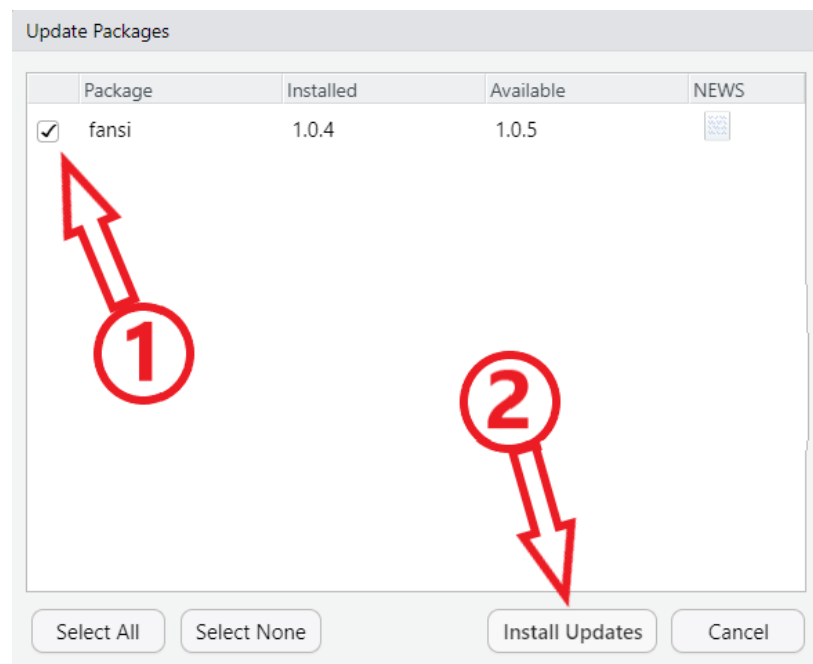 Update Packages
Package Installed Available NEWS
fansi 1.0.4 1.0.5
1
2
Select All Select None Install Updates Cancel